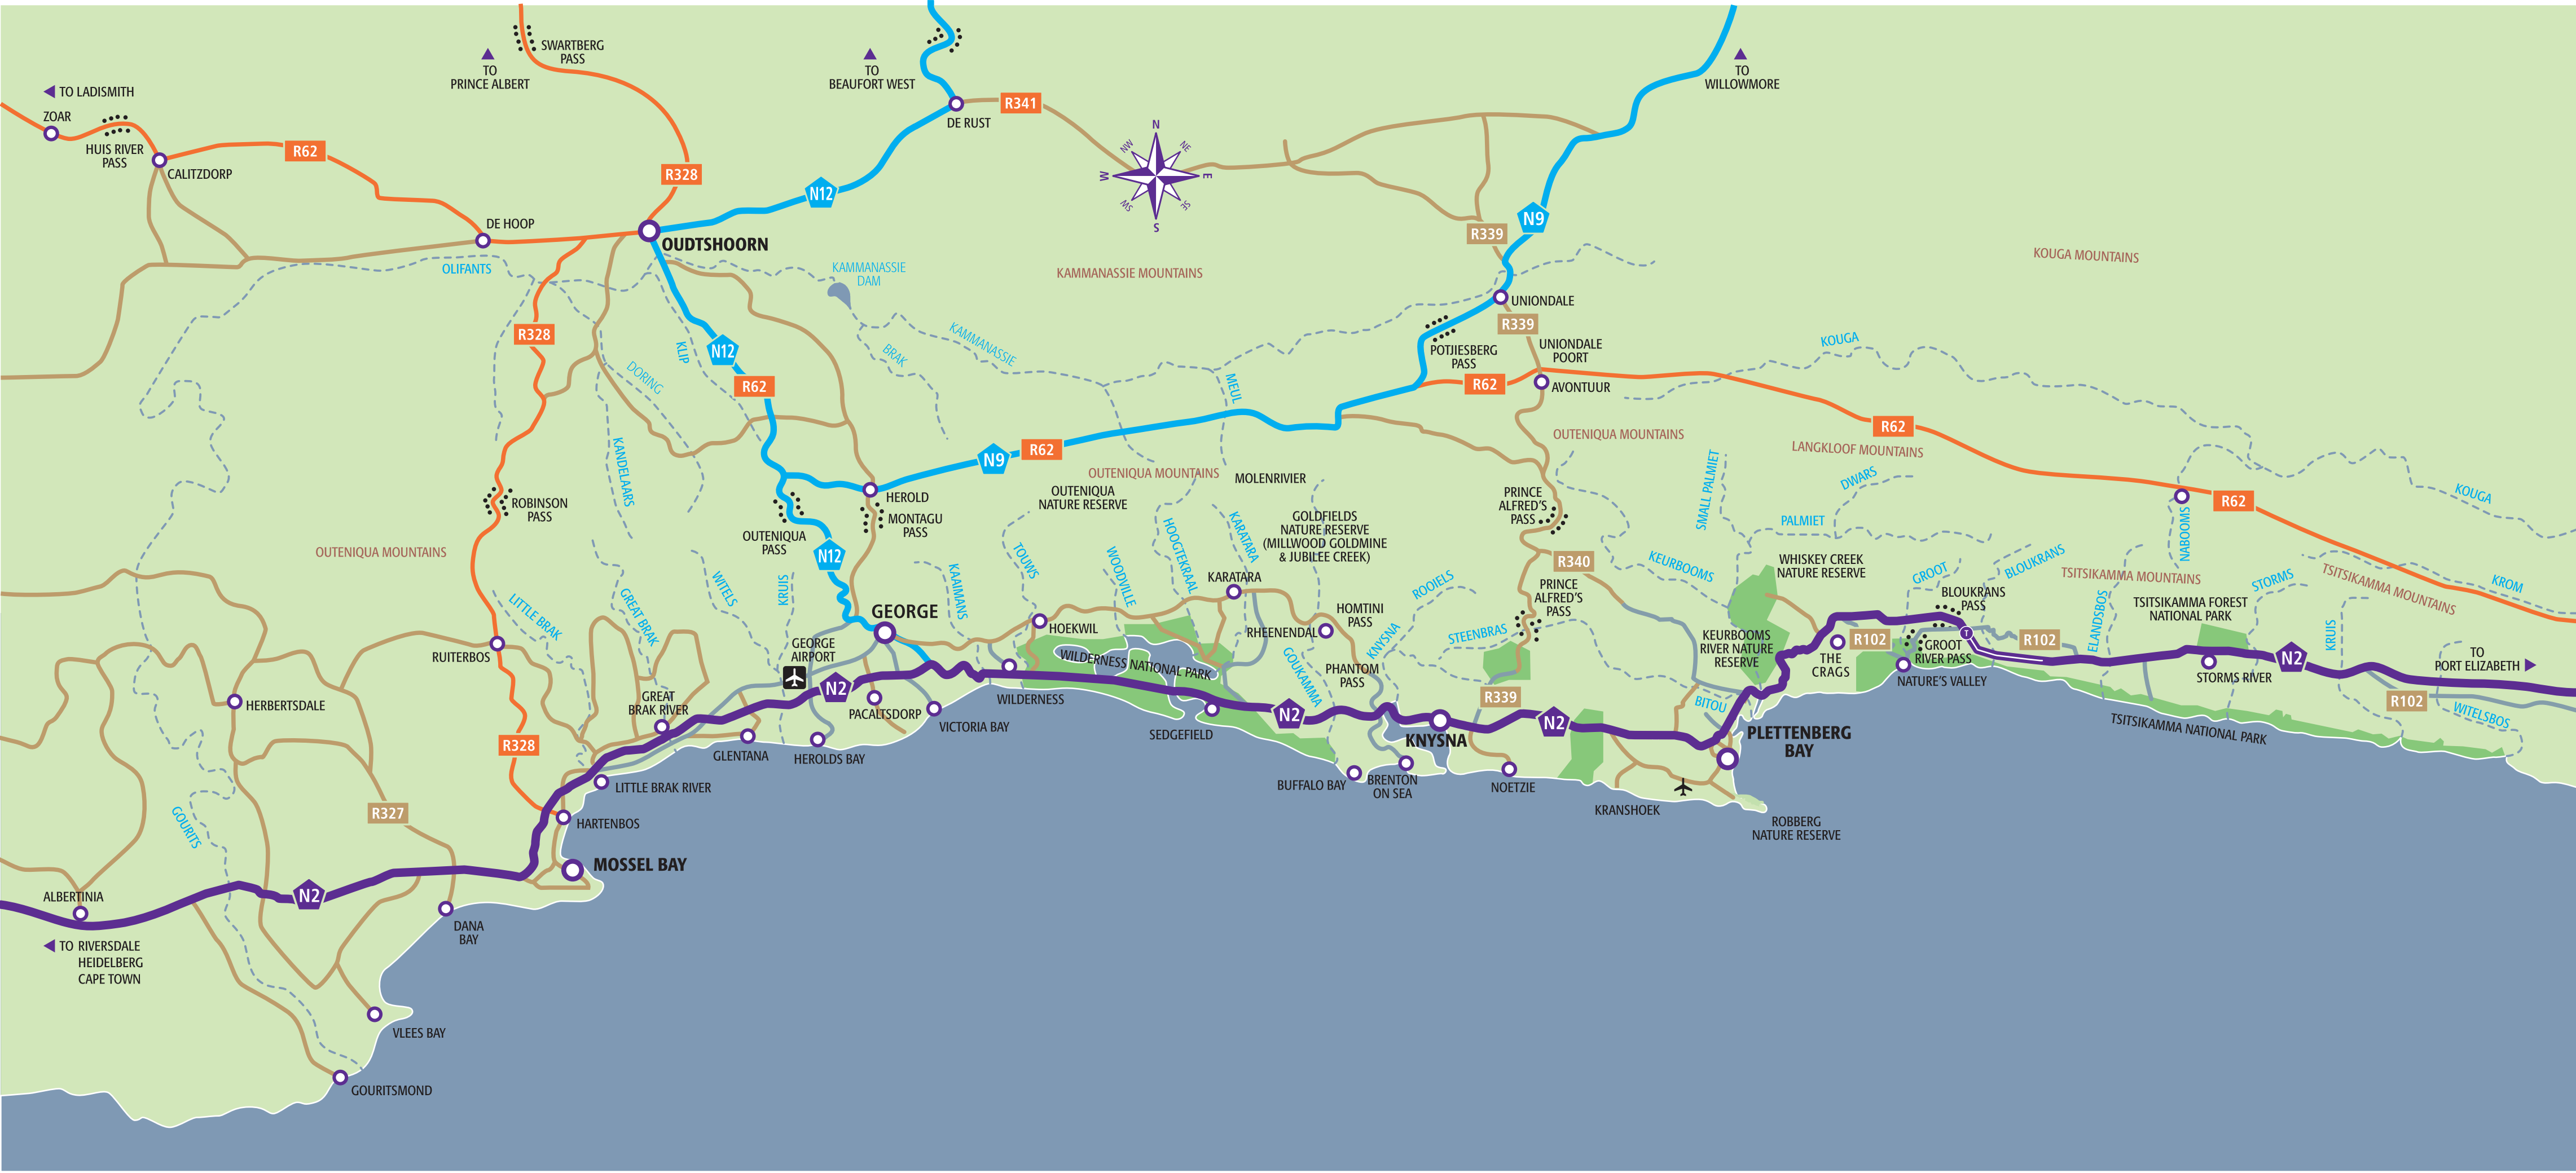 SWARTBERG
PASS
TO
PRINCE ALBERT
TO
BEAUFORT WEST
TO
WILLOWMORE
TO LADISMITH
ZOAR
HUIS RIVER
PASS
CALITZDORP
R62
R328
N12
DE RUST
R341
N
NE
E
SE
S
SW
W
NW
DE HOOP
OUDTSHOORN
OLIFANTS
KAMMANASSIE
DAM
KAMMANASSIE MOUNTAINS
KOUGA MOUNTAINS
R339
N9
UNIONDALE
R339
UNIONDALE
POORT
POTJIESBERG
PASS
R62
AVONTUUR
KOUGA
R328
KLIP
N12
DORING
R62
BRAK
KAMMANASSIE
MEUL
R62
OUTENIQUA MOUNTAINS
LANGKLOOF MOUNTAINS
KANDELAARS
N9
R62
OUTENIQUA MOUNTAINS
MOLENRIVIER
OUTENIQUA
NATURE RESERVE
HEROLD
MONTAGU
PASS
OUTENIQUA
PASS
N12
ROBINSON
PASS
OUTENIQUA MOUNTAINS
PRINCE
ALFRED'S
PASS
SMALL PALMIET
DWARS
PALMIET
NABOOMS
R62
KOUGA
GOLDFIELDS
NATURE RESERVE
(MILLWOOD GOLDMINE
& JUBILEE CREEK)
TOUWS
WOODVILLE
HOOGTEKRAAL
KARATARA
KARATARA
KAAIMANS
KRUIS
WITELS
GREAT BRAK
LITTLE BRAK
R340
KEURBOOMS
WHISKEY CREEK
NATURE RESERVE
GROOT
BLOUKRANS
BLOUKRANS
PASS
TSITSIKAMMA MOUNTAINS
STORMS
TSITSIKAMMA MOUNTAINS
KROM
TSITSIKAMMA FOREST
NATIONAL PARK
ELANDSBOS
KRUIS
PRINCE
ALFRED'S
PASS
ROOIELS
STEENBRAS
HOMTINI
PASS
RHEENENDAL
KNYSNA
GOUKAMMA
PHANTOM
PASS
GEORGE
GEORGE
AIRPORT
HOEKWIL
WILDERNESS NATIONAL PARK
RUITERBOS
HERBERTSDALE
GREAT
BRAK RIVER
N2
PACALTSDORP
VICTORIA BAY
WILDERNESS
SEDGEFIELD
N2
KNYSNA
R339
N2
BITOU
KEURBOOMS
RIVER NATURE
RESERVE
R102
THE
CRAGS
GROOT
RIVER PASS
T
NATURE'S VALLEY
R102
STORMS RIVER
N2
TO
PORT ELIZABETH
R102
WITELSBOS
TSITSIKAMMA NATIONAL PARK
PLETTENBERG
BAY
R328
GLENTANA
HEROLDS BAY
LITTLE BRAK RIVER
BUFFALO BAY
BRENTON
ON SEA
NOETZIE
KRANSHOEK
ROBBERG
NATURE RESERVE
R327
GOURITS
HARTENBOS
MOSSEL BAY
ALBERTINIA
N2
DANA
BAY
TO RIVERSDALE
HEIDELBERG
CAPE TOWN
VLEES BAY
GOURITSMOND